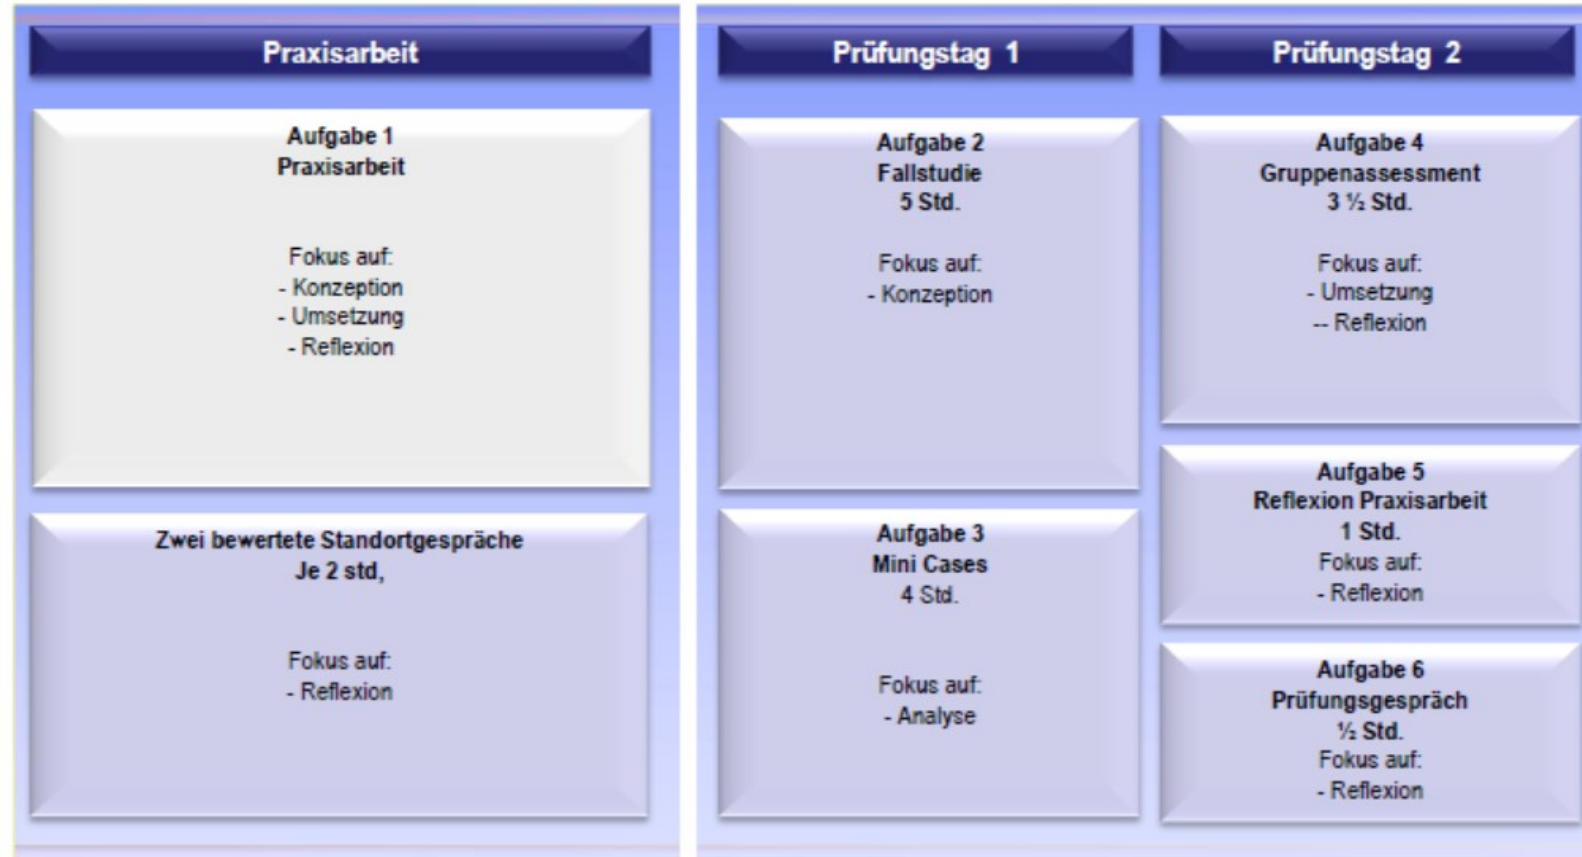 Praxisarbeit
Aufgabe 1
Praxisarbeit
Fokus auf:
- Konzeption
- Umsetzung
- Reflexion
Zwei bewertete Standortgespräche
Je 2 std,
Fokus auf:
- Reflexion
Prüfungstag 1
Aufgabe 2
Fallstudie
5 Std.
Fokus auf:
- Konzeption
Aufgabe 3
Mini Cases
4 Std.
Fokus auf:
- Analyse
Prüfungstag 2
Aufgabe 4
Gruppenassessment
3 ½ Std.
Fokus auf:
- Umsetzung
-- Reflexion
Aufgabe 5
Reflexion Praxisarbeit
1 Std.
Fokus auf:
- Reflexion
Aufgabe 6
Prüfungsgespräch
½ Std.
Fokus auf:
- Reflexion